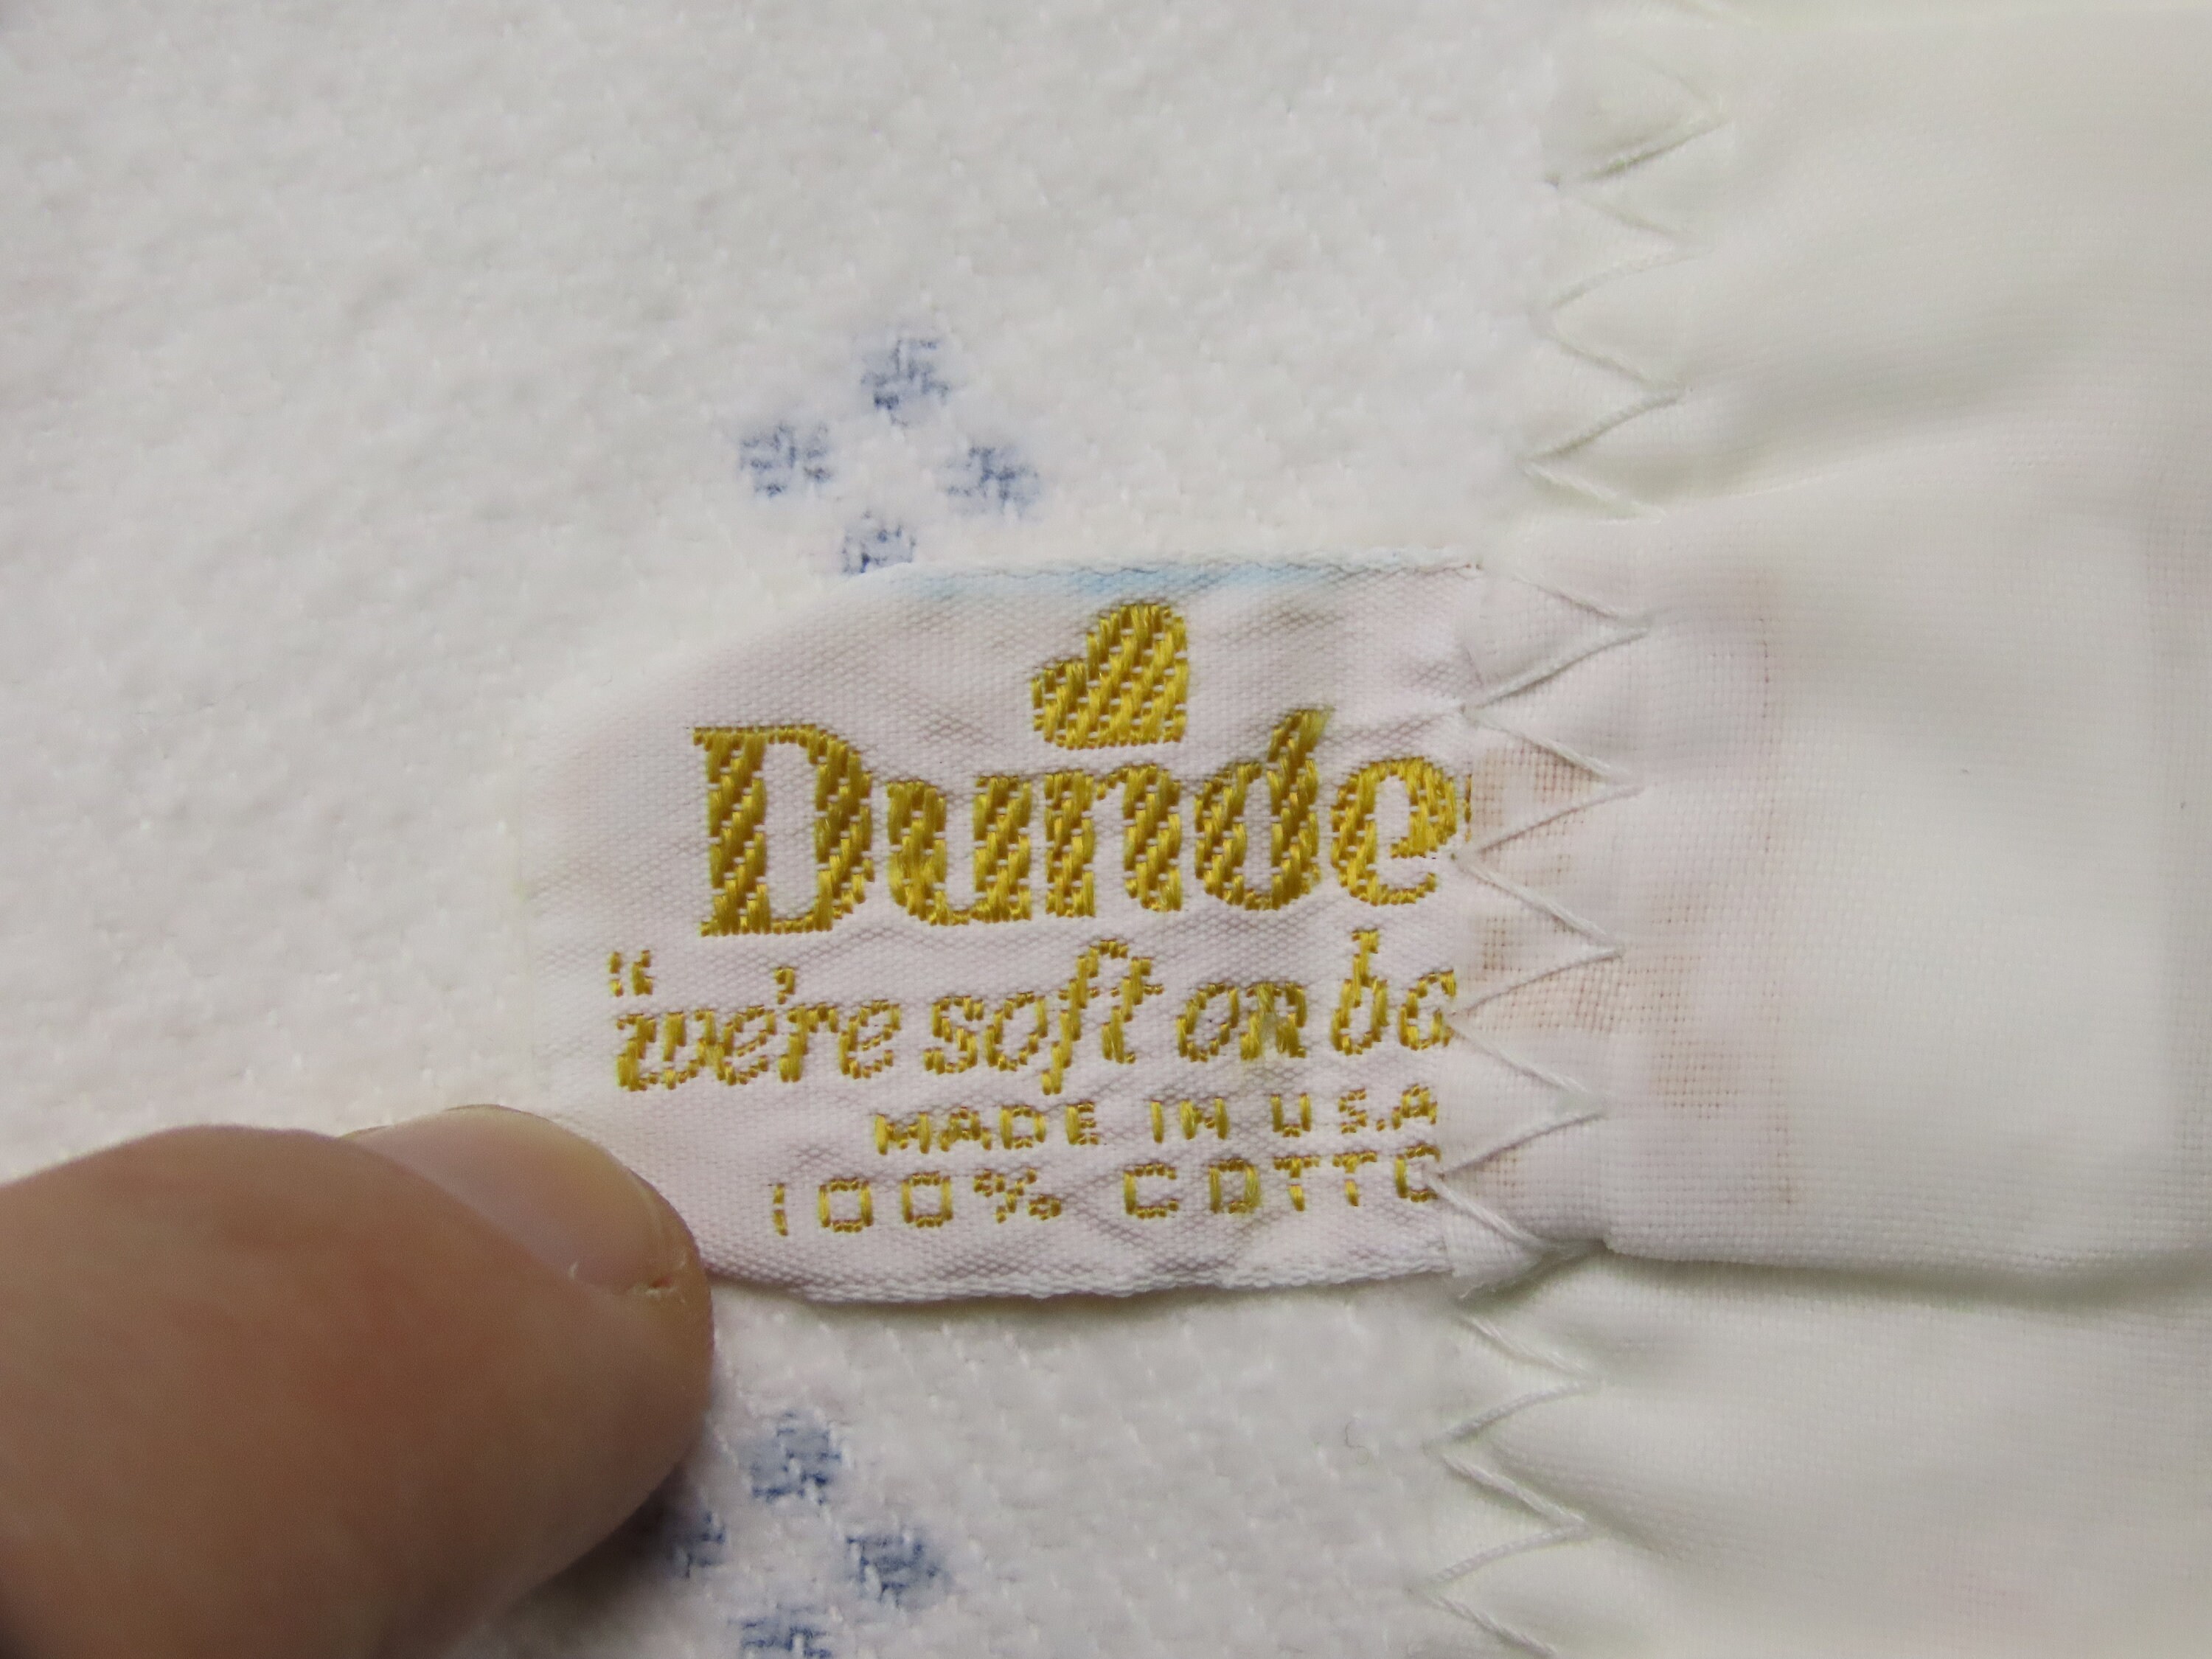 Dunde
"we're soft on ba
MADE IN U.S.A
100% COTTO